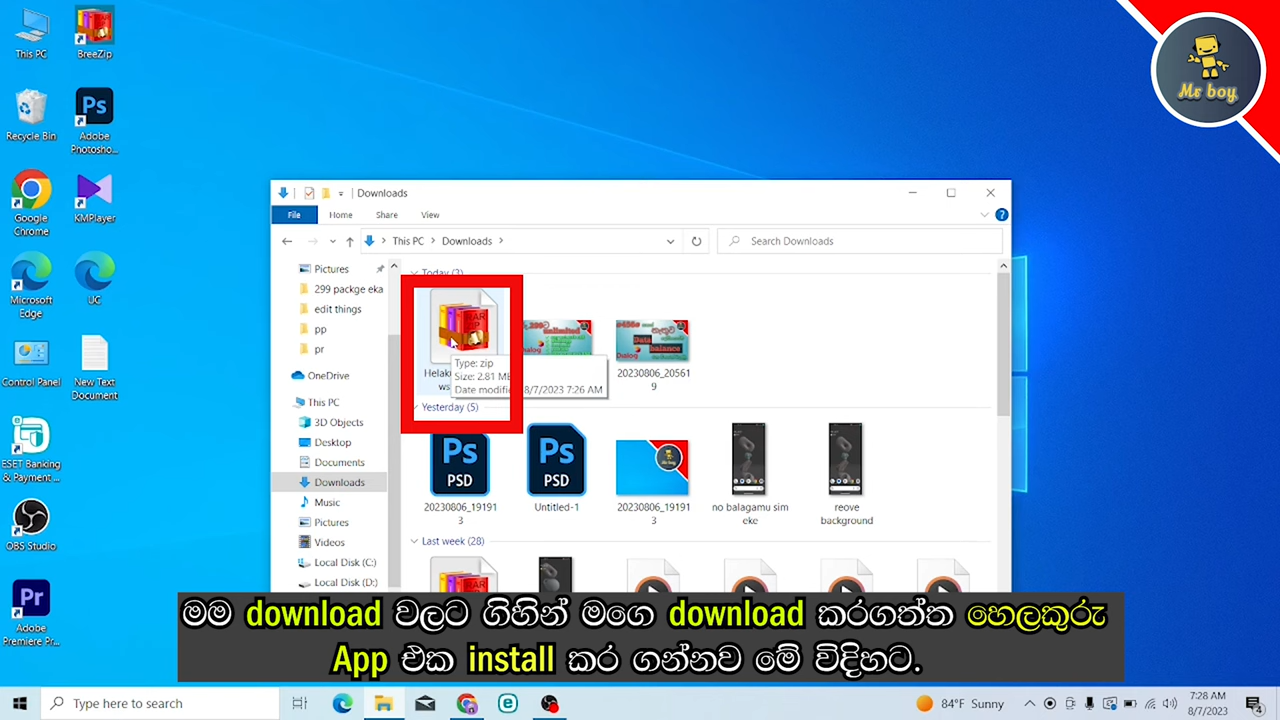 This PC
BreeZip
Recycle Bin
Adobe
Photosho...
Google
Chrome
KMPlayer
Microsoft
Edge
UC
Control Panel
New Text
Document
ESET Banking
& Payment ...
OBS Studio
Adobe
Premiere Pr...
Mr boy
Downloads
File Home Share View
This PC > Downloads >
Search Downloads
Pictures
299 packge eka
edit things
pp
pr
OneDrive
This PC
3D Objects
Desktop
Documents
Downloads
Music
Pictures
Videos
Local Disk (C:)
Local Disk (D:)
Today (3)
Type: zip
Size: 2.81 MB
8/7/2023 7:26 AM
20230806_20561
9
Data
balance
Dialog
Yesterday (5)
Ps
PSD
Ps
PSD
20230806_19191
3
Untitled-1
20230806_19191
3
no balagamu sim
eke
reove
background
Last week (28)
මම download වලට ගිහින් මගෙ download කරගත්ත හෙලකුරු
App එක install කර ගන්නව මේ විදිහට.
Type here to search
84°F Sunny
7:28 AM
8/7/2023